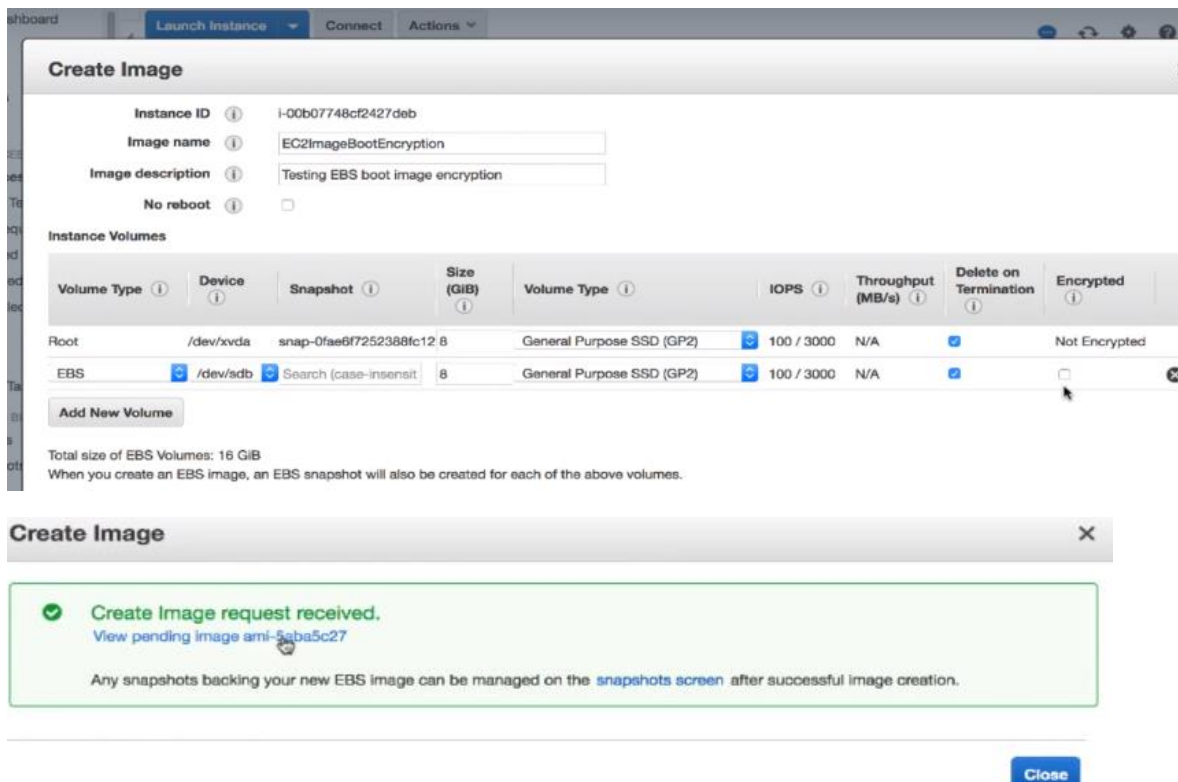 Launch Instance Connect Actions
Create Image
Instance ID i-00b07748cf2427deb
Image name EC2ImageBootEncryption
Image description Testing EBS boot image encryption
No reboot
Instance Volumes
Volume Type Device Snapshot Size (GiB) Volume Type IOPS Throughput (MB/s) Delete on Termination Encrypted
Root /dev/xvda snap-0fae6f7252388fc12 8 General Purpose SSD (GP2) 100 / 3000 N/A Not Encrypted
EBS /dev/sdb Search (case-insensit 8 General Purpose SSD (GP2) 100 / 3000 N/A
Add New Volume
Total size of EBS Volumes: 16 GiB
When you create an EBS image, an EBS snapshot will also be created for each of the above volumes.
Create Image
Create Image request received.
View pending image ami-5aba5c27
Any snapshots backing your new EBS image can be managed on the snapshots screen after successful image creation.
Close